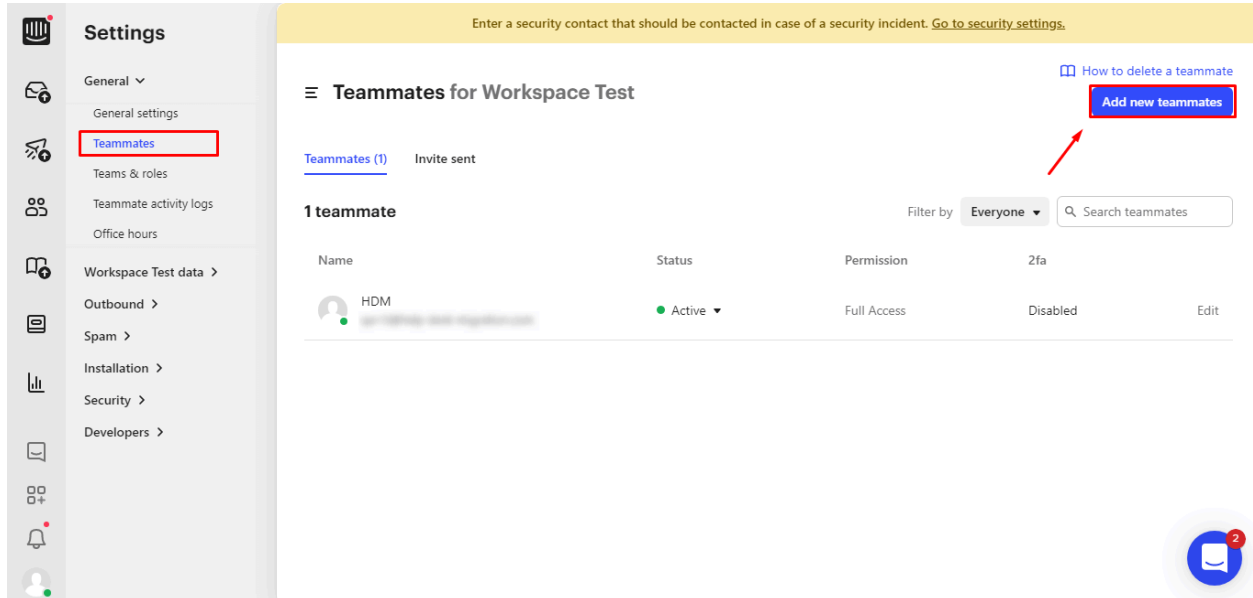 Settings
General
General settings
Teammates
Teams & roles
Teammate activity logs
Office hours
Workspace Test data
Outbound
Spam
Installation
Security
Developers
Enter a security contact that should be contacted in case of a security incident. Go to security settings.
How to delete a teammate
Teammates for Workspace Test
Add new teammates
Teammates (1) Invite sent
1 teammate Filter by Everyone Search teammates
Name Status Permission 2fa
HDM
Active Full Access Disabled Edit
2